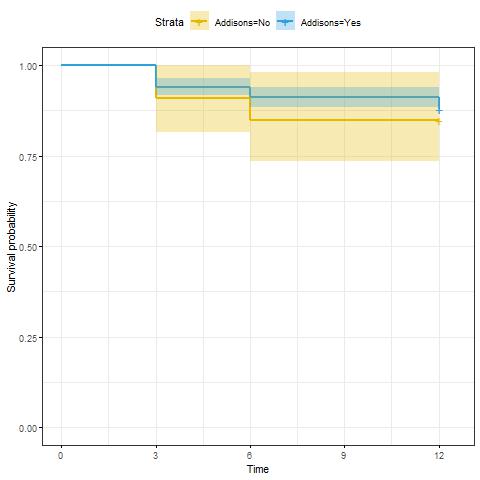 Strata Addisons=No Addisons=Yes
1.00
0.75
0.50
0.25
0.00
Survival probability
0 3 6 9 12
Time